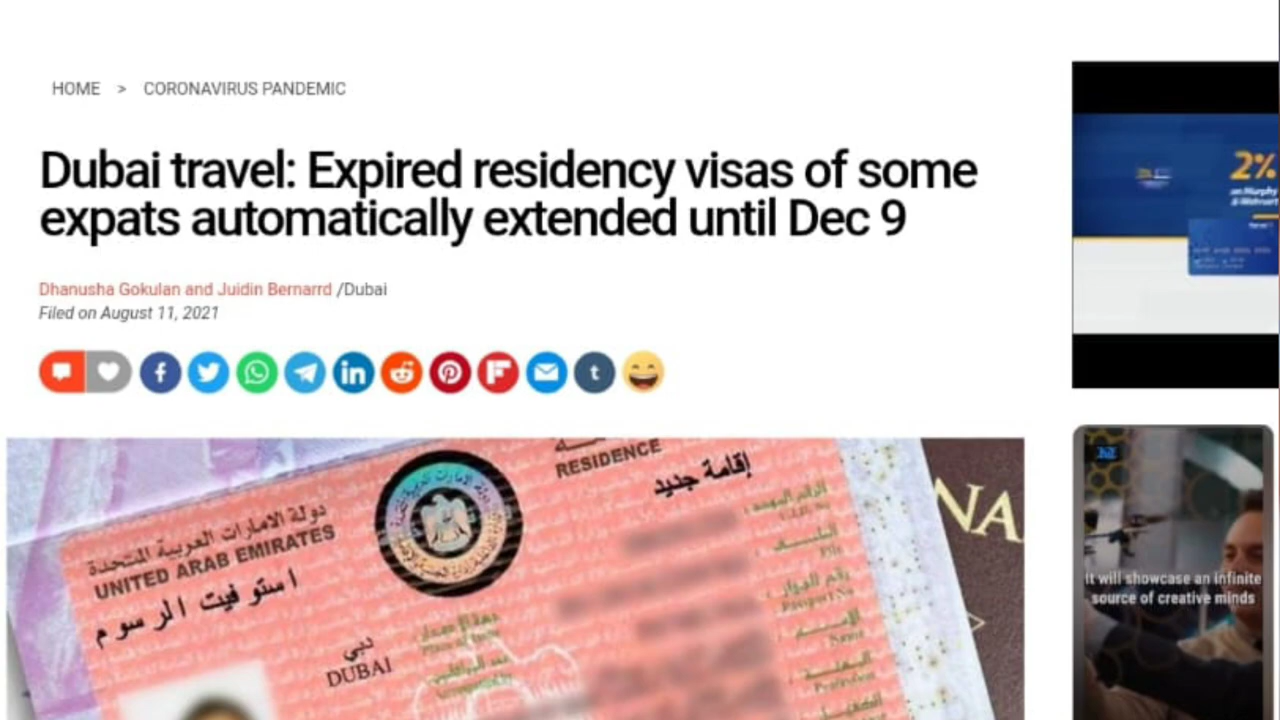 HOME > CORONAVIRUS PANDEMIC
Dubai travel: Expired residency visas of some
expats automatically extended until Dec 9
Dhanusha Gokulan and Juidin Bernarrd /Dubai
Filed on August 11, 2021
2%
RESIDENCE
إقامة جديد
دولة الامارات العربية المتحدة
UNITED ARAB EMIRATES
استوفيت الرسوم
دبي
DUBAI
NA
It will showcase an infinite
source of creative minds